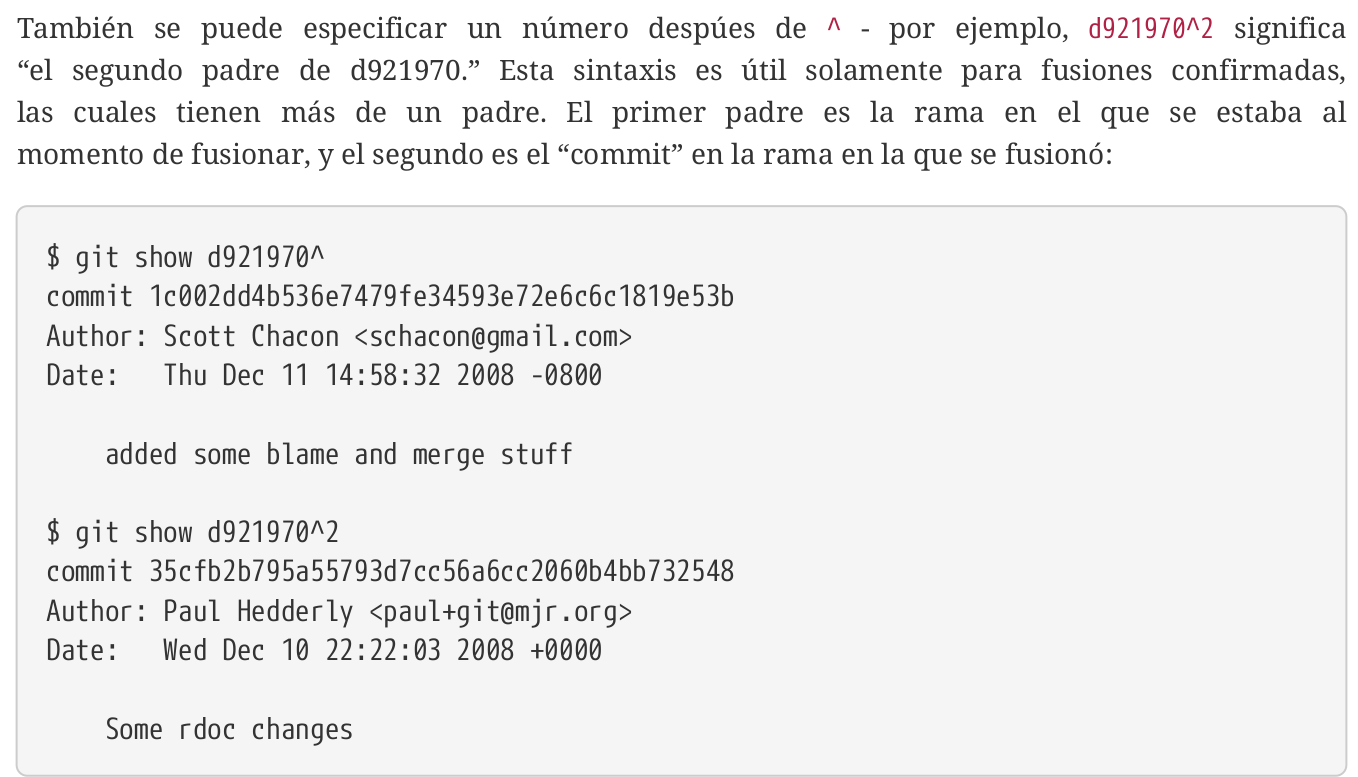 También se puede especificar un número despúes de ^ - por ejemplo, d921970^2 significa
“el segundo padre de d921970.” Esta sintaxis es útil solamente para fusiones confirmadas,
las cuales tienen más de un padre. El primer padre es la rama en el que se estaba al
momento de fusionar, y el segundo es el “commit” en la rama en la que se fusionó:
$ git show d921970^
commit 1c002dd4b536e7479fe34593e72e6c6c1819e53b
Author: Scott Chacon <schacon@gmail.com>
Date:   Thu Dec 11 14:58:32 2008 -0800
added some blame and merge stuff
$ git show d921970^2
commit 35cfb2b795a55793d7cc56a6cc2060b4bb732548
Author: Paul Hedderly <paul+git@mjr.org>
Date:   Wed Dec 10 22:22:03 2008 +0000
Some rdoc changes